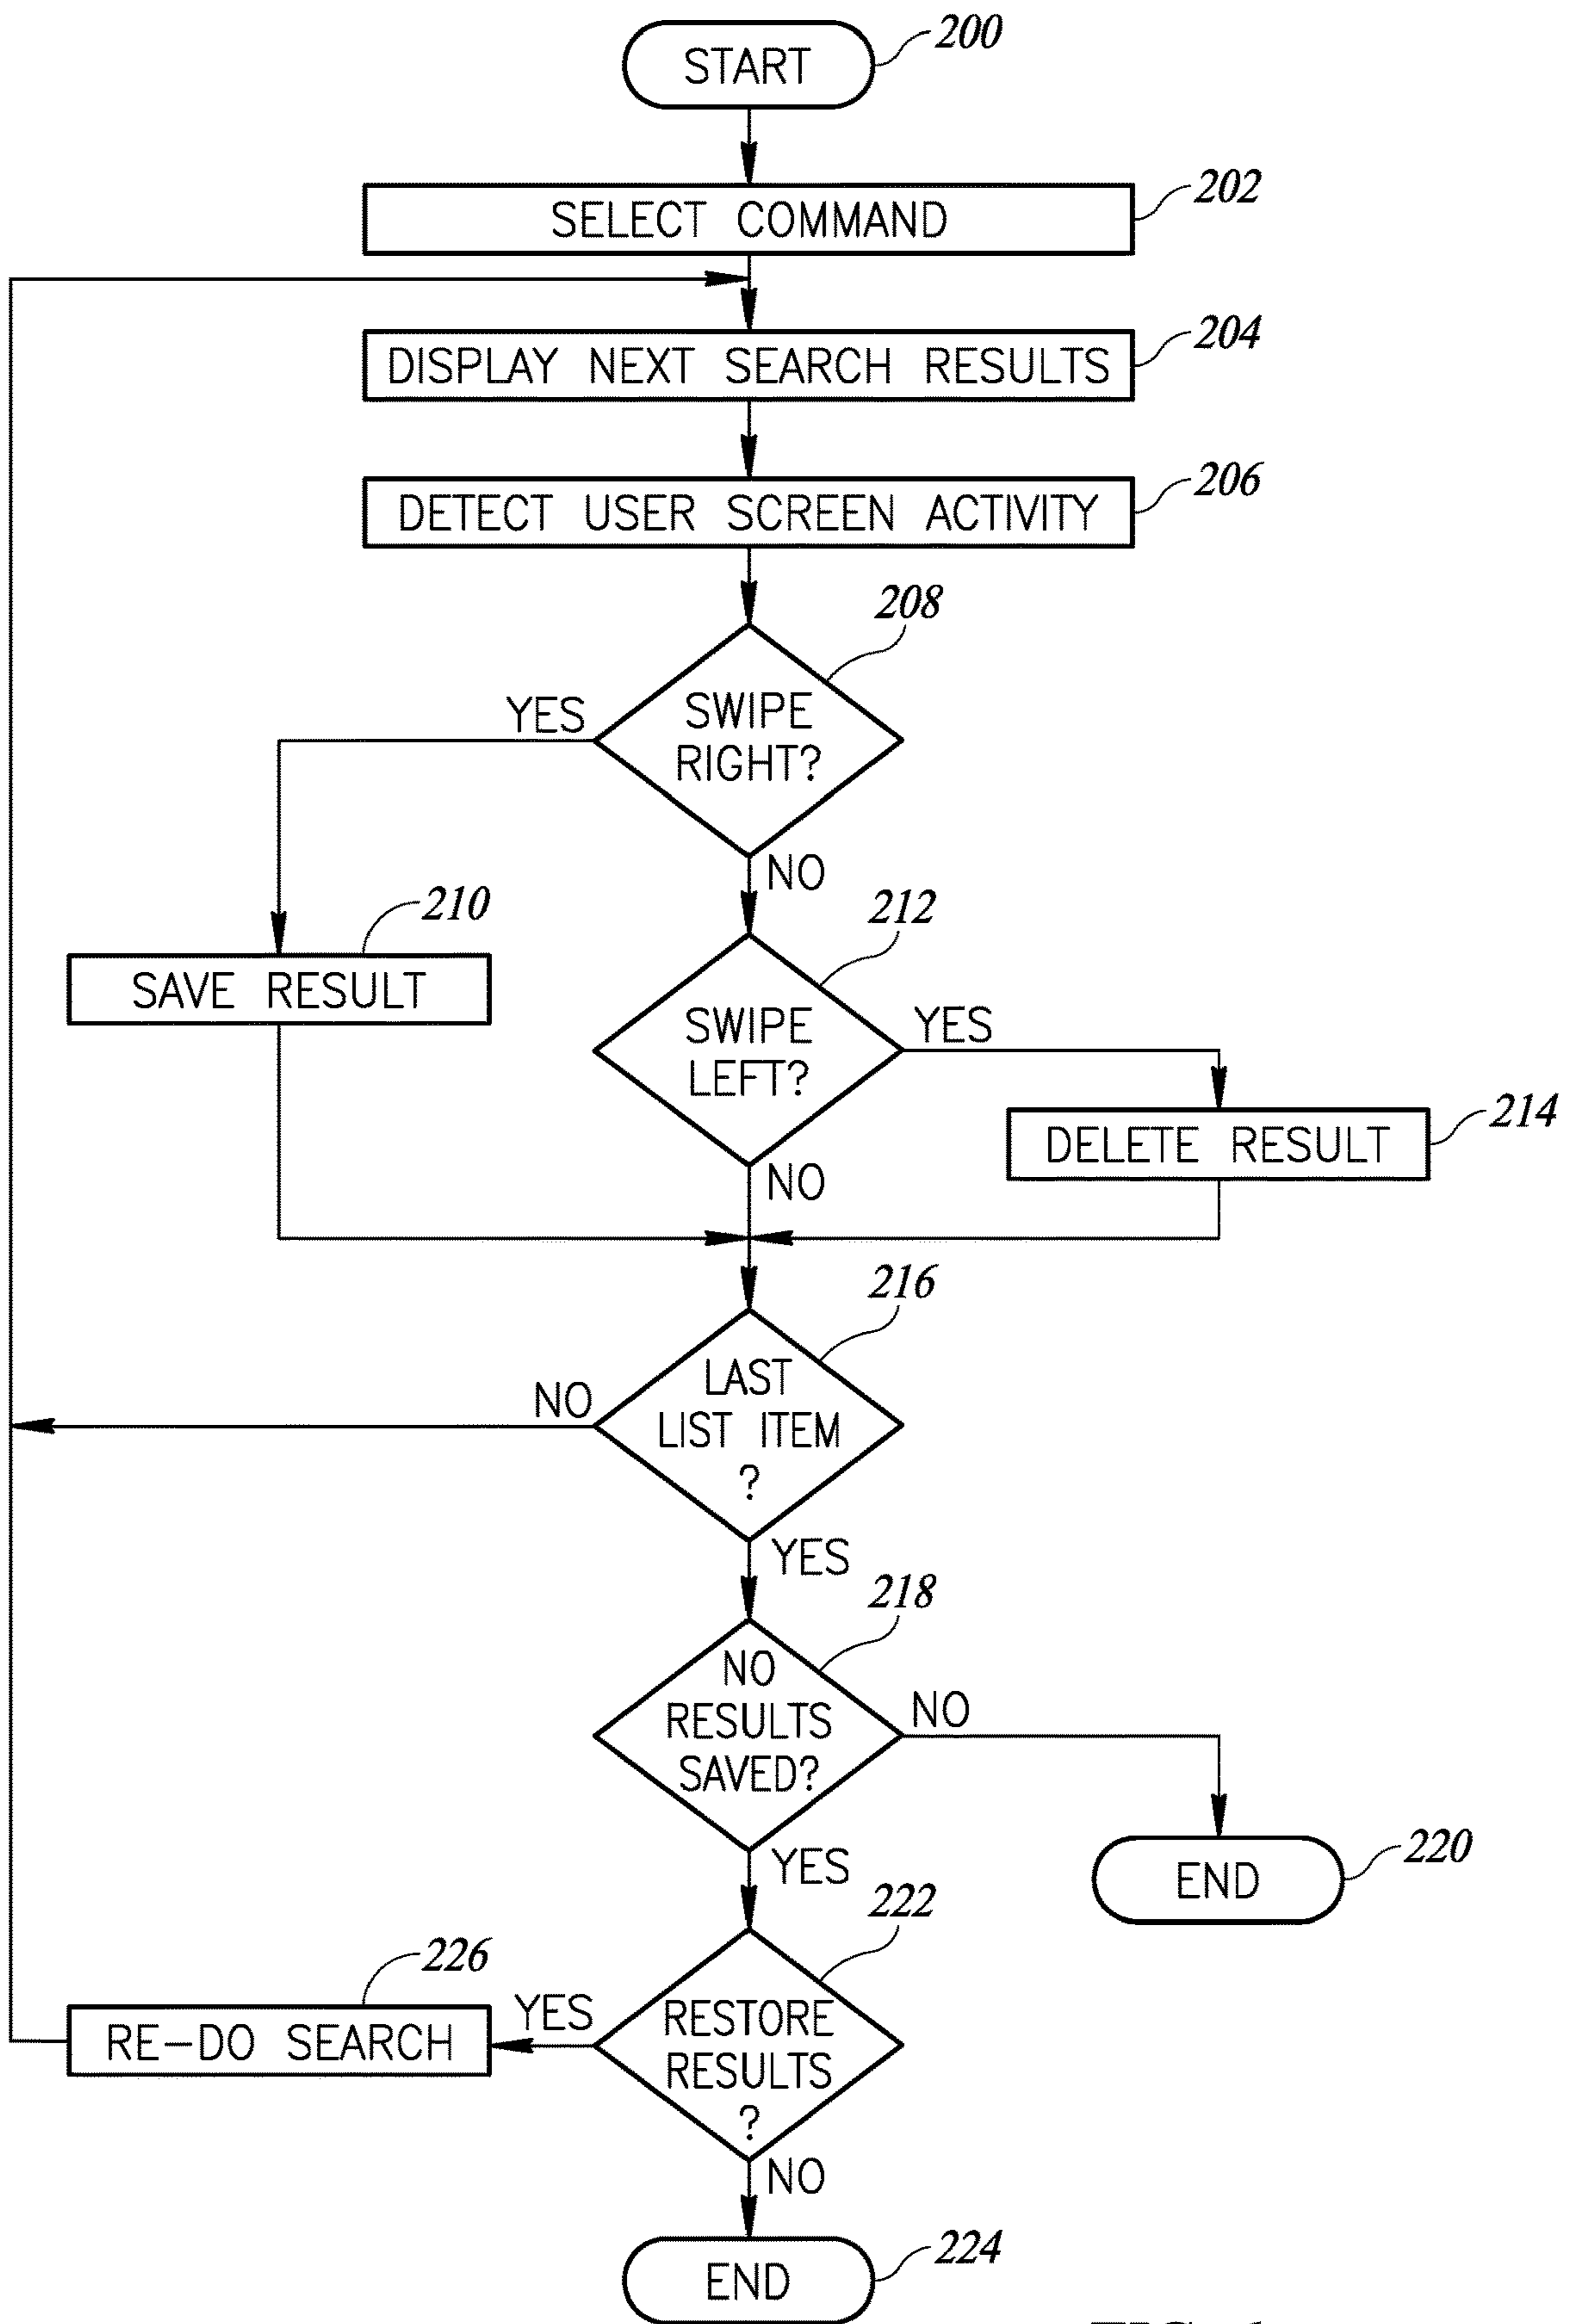 200
START
202
SELECT COMMAND
204
DISPLAY NEXT SEARCH RESULTS
206
DETECT USER SCREEN ACTIVITY
208
YES
SWIPE
RIGHT?
NO
210
212
SAVE RESULT
SWIPE
LEFT?
YES
214
DELETE RESULT
NO
216
NO
LAST
LIST ITEM
?
YES
218
NO
RESULTS
SAVED?
NO
220
END
YES
222
226
YES
RE-DO SEARCH
RESTORE
RESULTS
?
NO
224
END